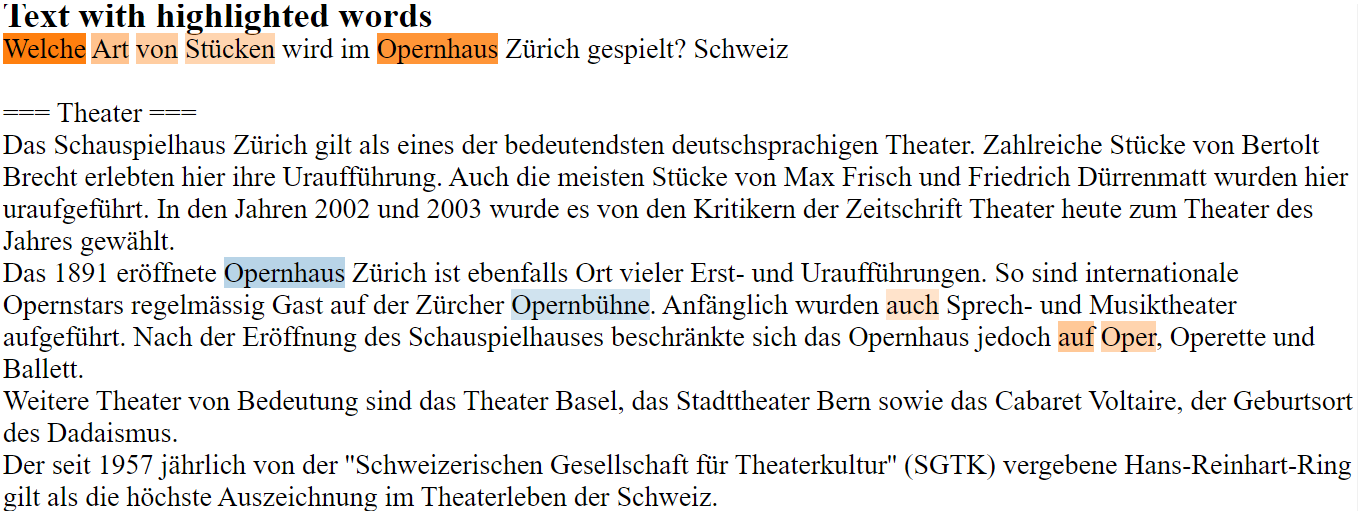 Text with highlighted words
Welche Art von Stücken wird im Opernhaus Zürich gespielt? Schweiz
=== Theater ===
Das Schauspielhaus Zürich gilt als eines der bedeutendsten deutschsprachigen Theater. Zahlreiche Stücke von Bertolt
Brecht erlebten hier ihre Uraufführung. Auch die meisten Stücke von Max Frisch und Friedrich Dürrenmatt wurden hier
uraufgeführt. In den Jahren 2002 und 2003 wurde es von den Kritikern der Zeitschrift Theater heute zum Theater des
Jahres gewählt.
Das 1891 eröffnete Opernhaus Zürich ist ebenfalls Ort vieler Erst- und Uraufführungen. So sind internationale
Opernstars regelmässig Gast auf der Zürcher Opernbühne. Anfänglich wurden auch Sprech- und Musiktheater
aufgeführt. Nach der Eröffnung des Schauspielhauses beschränkte sich das Opernhaus jedoch auf Oper, Operette und
Ballett.
Weitere Theater von Bedeutung sind das Theater Basel, das Stadttheater Bern sowie das Cabaret Voltaire, der Geburtsort
des Dadaismus.
Der seit 1957 jährlich von der "Schweizerischen Gesellschaft für Theaterkultur" (SGTK) vergebene Hans-Reinhart-Ring
gilt als die höchste Auszeichnung im Theaterleben der Schweiz.